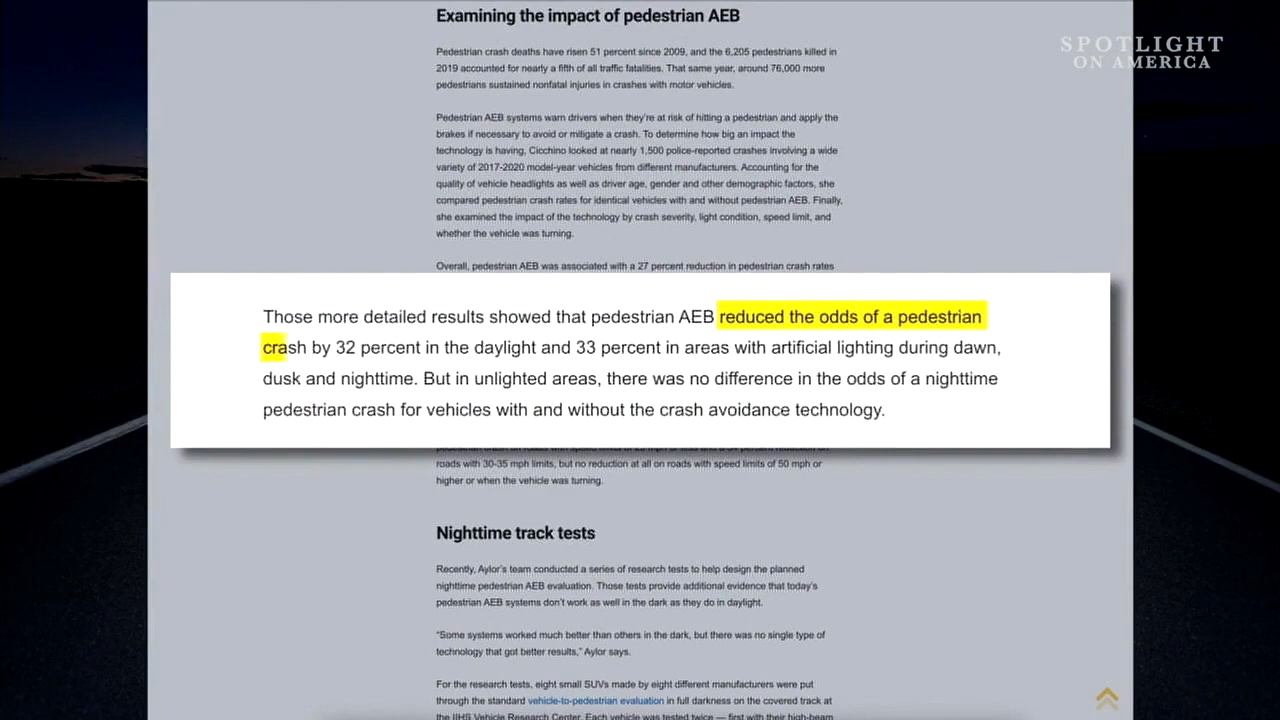 Examining the impact of pedestrian AEB
SPOTLIGHT
ON AMERICA
Pedestrian crash deaths have risen 51 percent since 2009, and the 6,205 pedestrians killed in
2019 accounted for nearly a fifth of all traffic fatalities. That same year, around 76,000 more
pedestrians sustained nonfatal injuries in crashes with motor vehicles.
Pedestrian AEB systems warn drivers when they're at risk of hitting a pedestrian and apply the
brakes if necessary to avoid or mitigate a crash. To determine how big an impact the
technology is having, Cicchino looked at nearly 1,500 police-reported crashes involving a wide
variety of 2017-2020 model-year vehicles from different manufacturers. Accounting for the
quality of vehicle headlights as well as driver age, gender and other demographic factors, she
compared pedestrian crash rates for identical vehicles with and without pedestrian AEB. Finally,
she examined the impact of the technology by crash severity, light condition, speed limit, and
whether the vehicle was turning.
Overall, pedestrian AEB was associated with a 27 percent reduction in pedestrian crash rates
Those more detailed results showed that pedestrian AEB reduced the odds of a pedestrian
crash by 32 percent in the daylight and 33 percent in areas with artificial lighting during dawn,
dusk and nighttime. But in unlighted areas, there was no difference in the odds of a nighttime
pedestrian crash for vehicles with and without the crash avoidance technology.
roads with 30-35 mph limits, but no reduction at all on roads with speed limits of 50 mph or
higher or when the vehicle was turning.
Nighttime track tests
Recently, Aylor's team conducted a series of research tests to help design the planned
nighttime pedestrian AEB evaluation. Those tests provide additional evidence that today's
pedestrian AEB systems don't work as well in the dark as they do in daylight.
"Some systems worked much better than others in the dark, but there was no single type of
technology that got better results," Aylor says.
For the research tests, eight small SUVs made by eight different manufacturers were put
through the standard vehicle-to-pedestrian evaluation in full darkness on the covered track at
the IIHS Vehicle Research Center. Each vehicle was tested twice — first with their high-beam